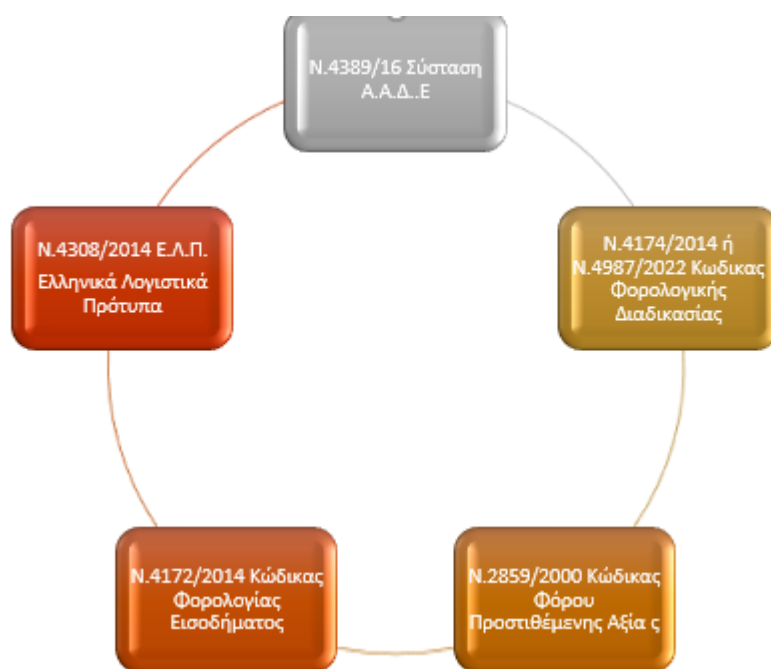 Ν.4389/16 Σύσταση
Α.Α.Δ..Ε
Ν.4174/2014 ή
Ν.4987/2022 Κωδικας
Φορολογικής
Διαδικασίας
Ν.2859/2000 Κώδικας
Φόρου
Προστιθέμενης Αξία ς
Ν.4172/2014 Κώδικας
Φορολογίας
Εισοδήματος
Ν.4308/2014 Ε.Λ.Π.
Ελληνικά Λογιστικά
Πρότυπα